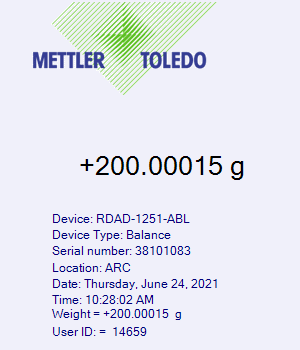 METTLER TOLEDO
+200.00015 g
Device: RDAD-1251-ABL
Device Type: Balance
Serial number: 38101083
Location: ARC
Date: Thursday, June 24, 2021
Time: 10:28:02 AM
Weight = +200.00015 g
User ID: = 14659